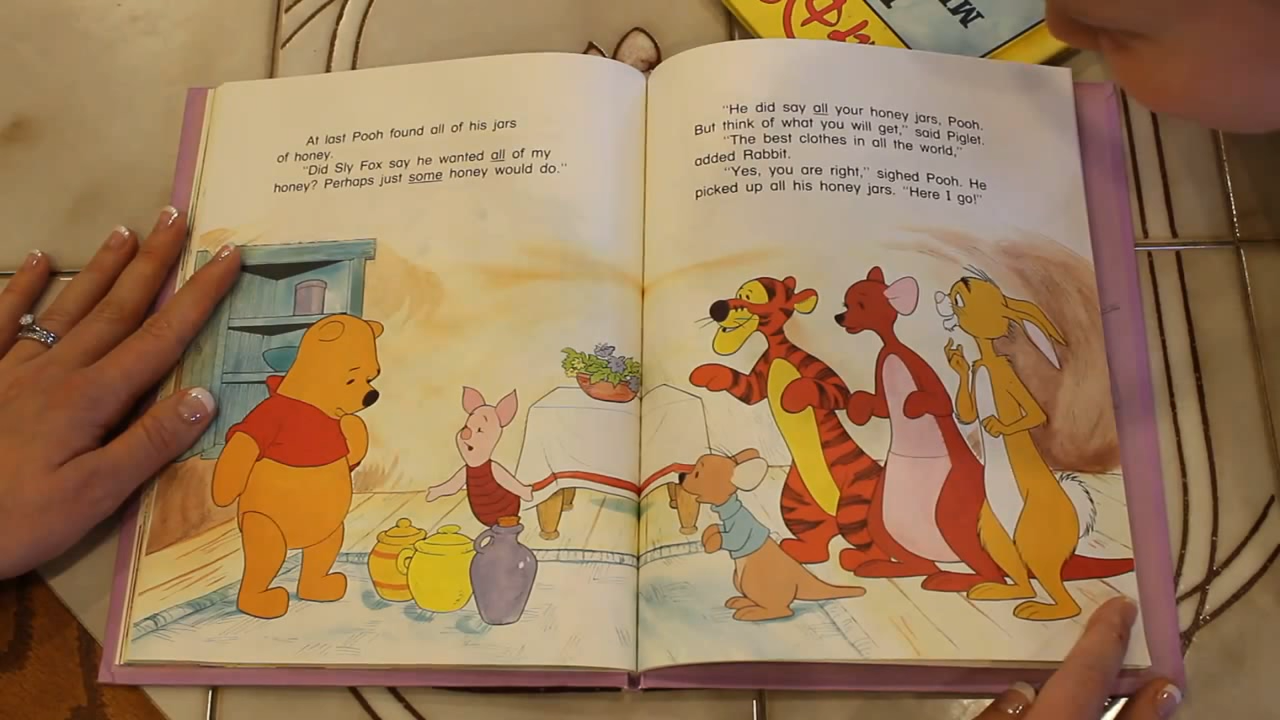 At last Pooh found all of his jars
of honey.
"Did Sly Fox say he wanted all of my
honey? Perhaps just some honey would do."
"He did say all your honey jars, Pooh.
But think of what you will get," said Piglet.
"The best clothes in all the world,"
added Rabbit.
"Yes, you are right," sighed Pooh. He
picked up all his honey jars. "Here I go!"